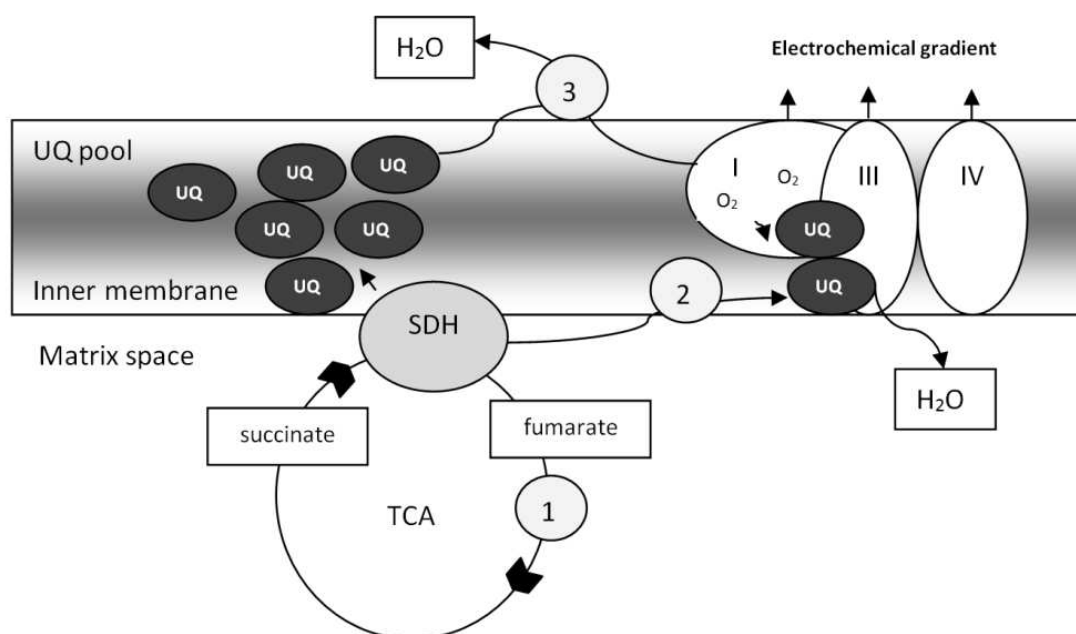 H₂O
Electrochemical gradient
3
UQ pool
UQ
UQ
UQ
UQ
UQ
UQ
I
O₂
O₂
III
IV
UQ
UQ
Inner membrane
2
SDH
Matrix space
H₂O
succinate
fumarate
TCA
1